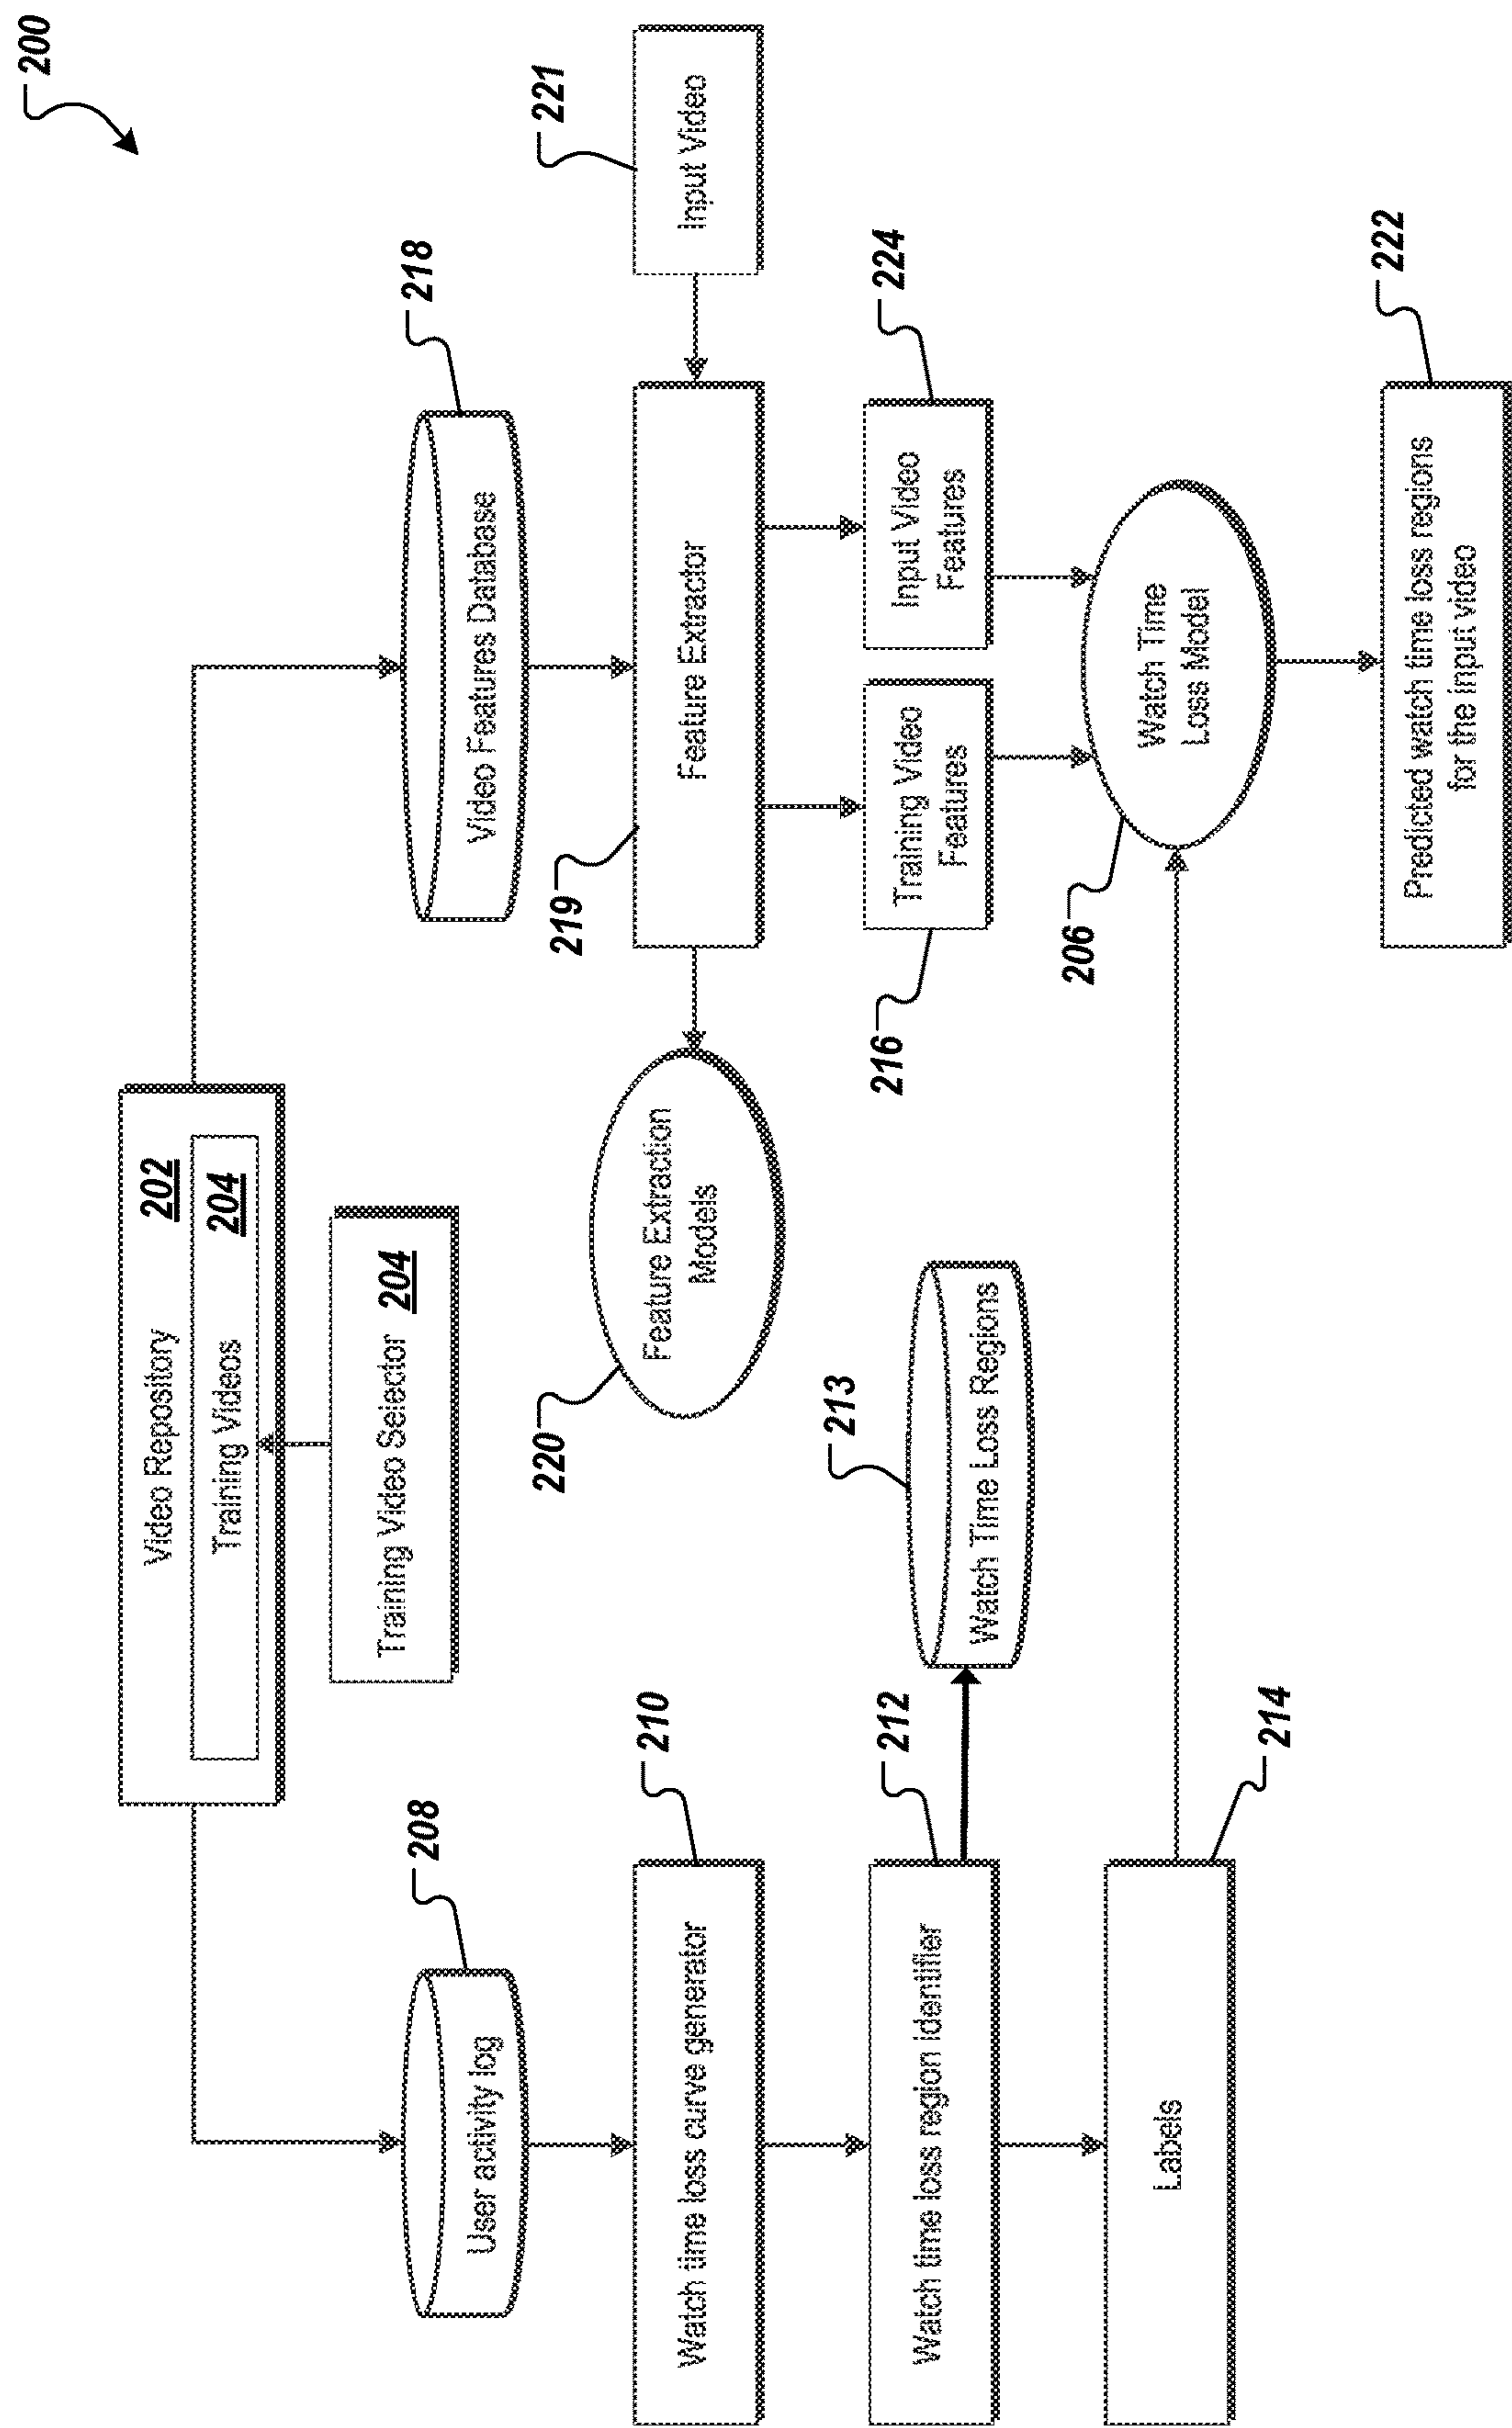 200
Video Repository 202
Training Videos 204
Training Video Selector 204
208
User activity log
218
Video Features Database
210
Watch time loss curve generator
220
Feature Extraction
Models
219
Feature Extractor
221
Input Video
212
Watch time loss region identifier
213
Watch Time Loss Regions
216
Training Video
Features
224
Input Video
Features
214
Labels
206
Watch Time
Loss Model
222
Predicted watch time loss regions
for the input video